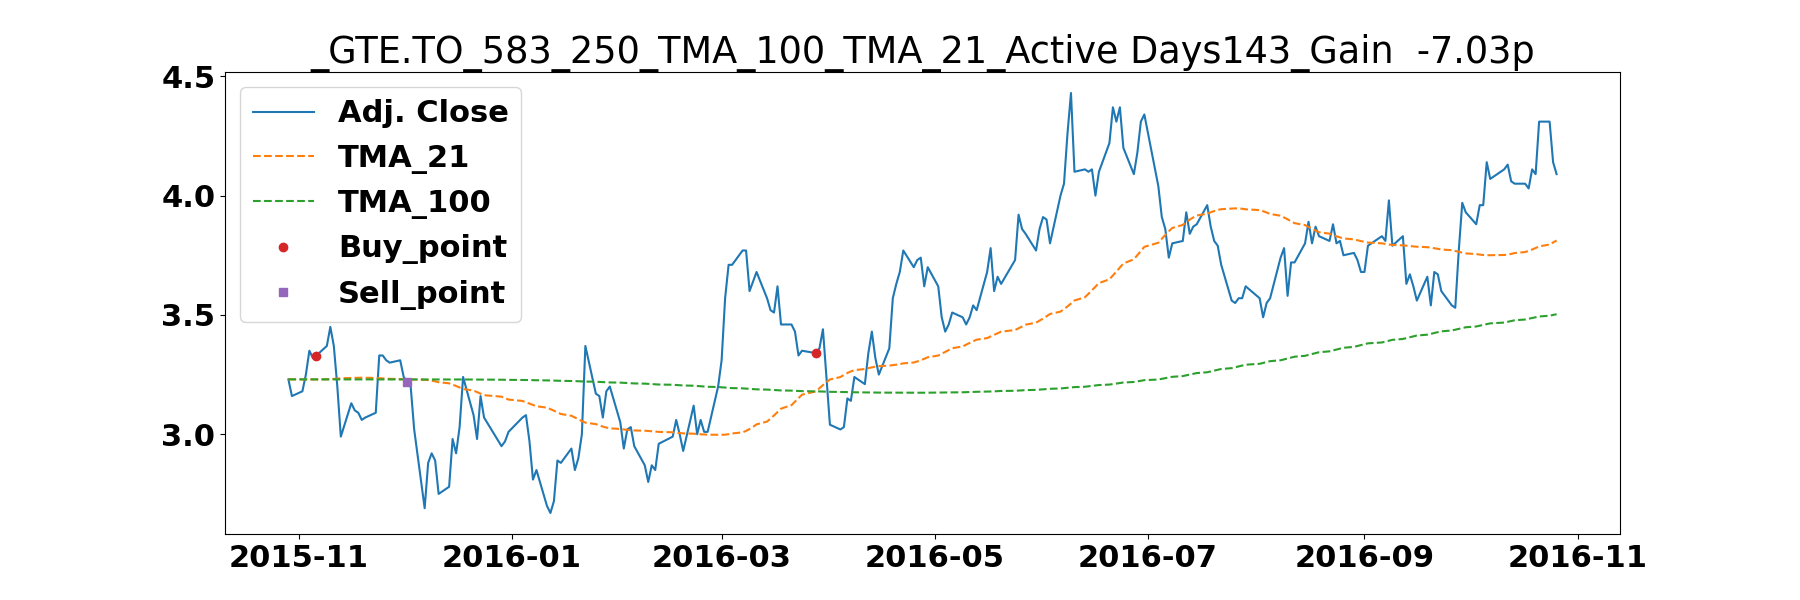 _GTE.TO_583_250_TMA_100_TMA_21_Active Days143_Gain  -7.03p
4.5
4.0
3.5
3.0
Adj. Close
TMA_21
TMA_100
Buy_point
Sell_point
2015-11 2016-01 2016-03 2016-05 2016-07 2016-09 2016-11